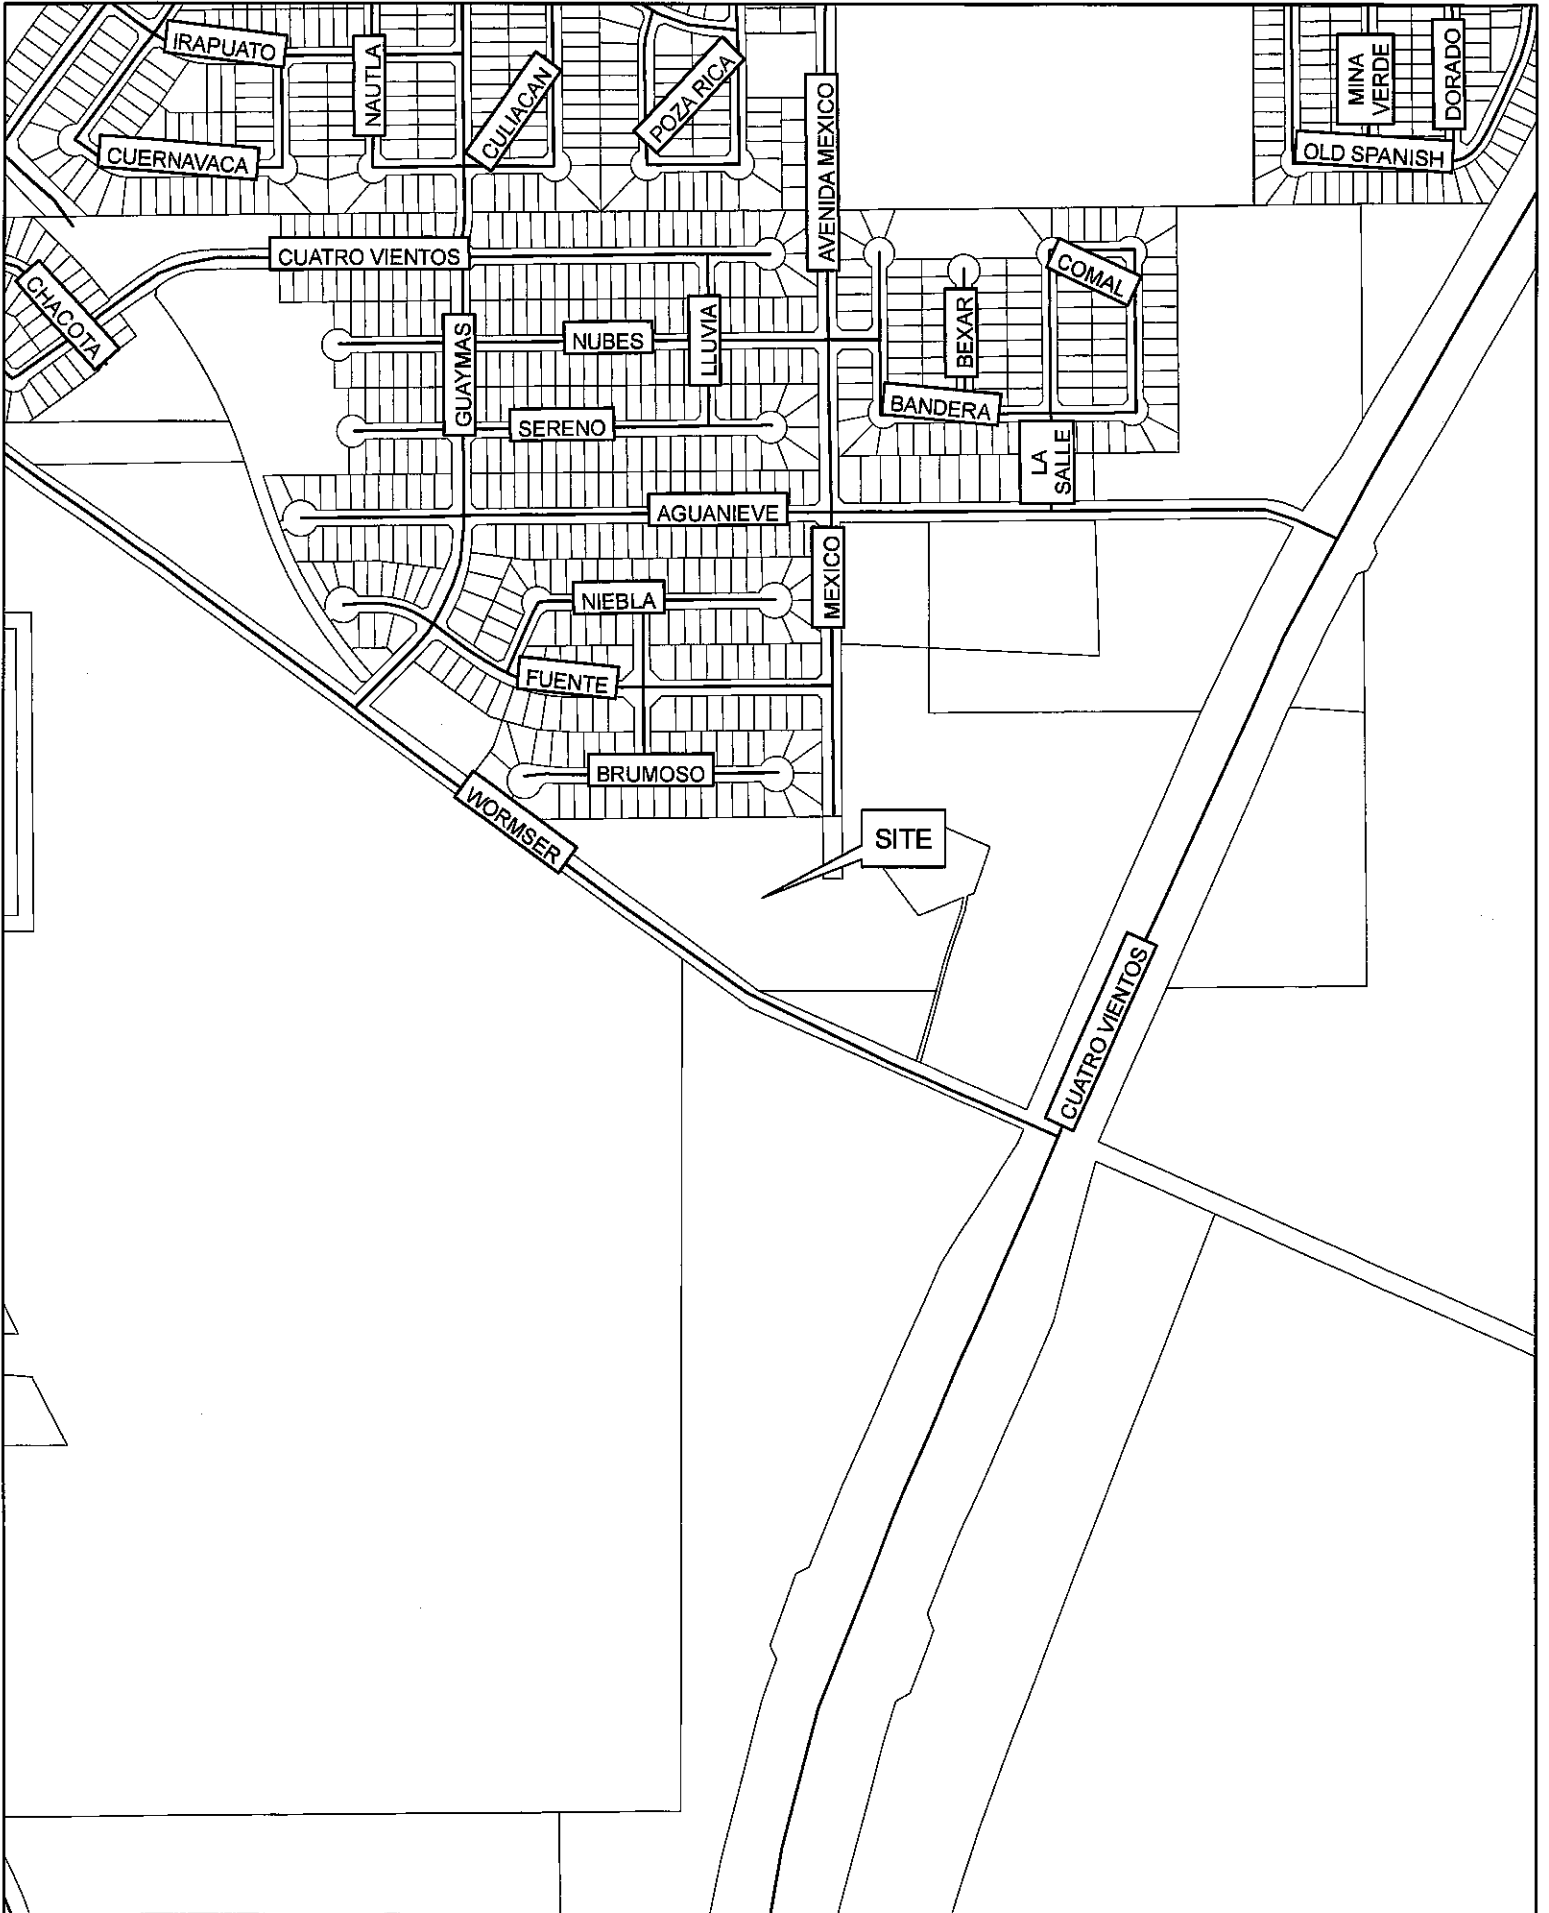 IRAPUATO
NAUTLA
CULIACAN
POZA RICA
AVENIDA MEXICO
MINA
VERDE
DORADO
CUERNAVACA
OLD SPANISH
CUATRO VIENTOS
CHACOTA
COMAL
GUAYMAS
NUBES
LLUVIA
BEXAR
BANDERA
SERENO
LA
SALLE
AGUANIEVE
MEXICO
NIEBLA
FUENTE
BRUMOSO
WORMSER
SITE
CUATRO VIENTOS